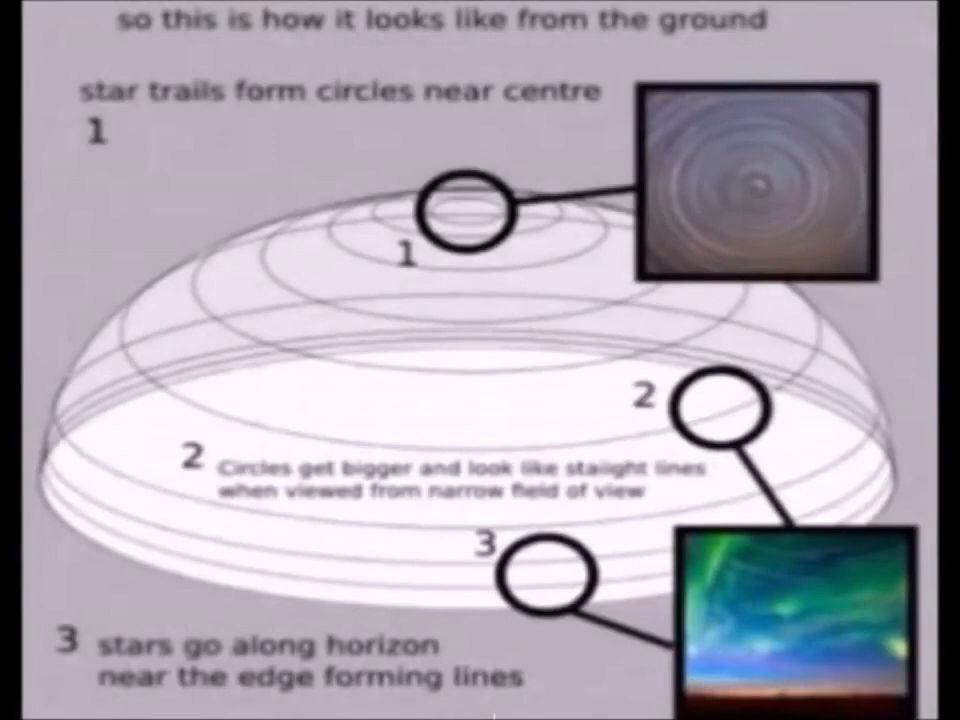 so this is how it looks like from the ground
star trails form circles near centre
1
1
2
2
Circles get bigger and look like staiight lines
when viewed from narrow field of view
3
3
stars go along horizon
near the edge forming lines